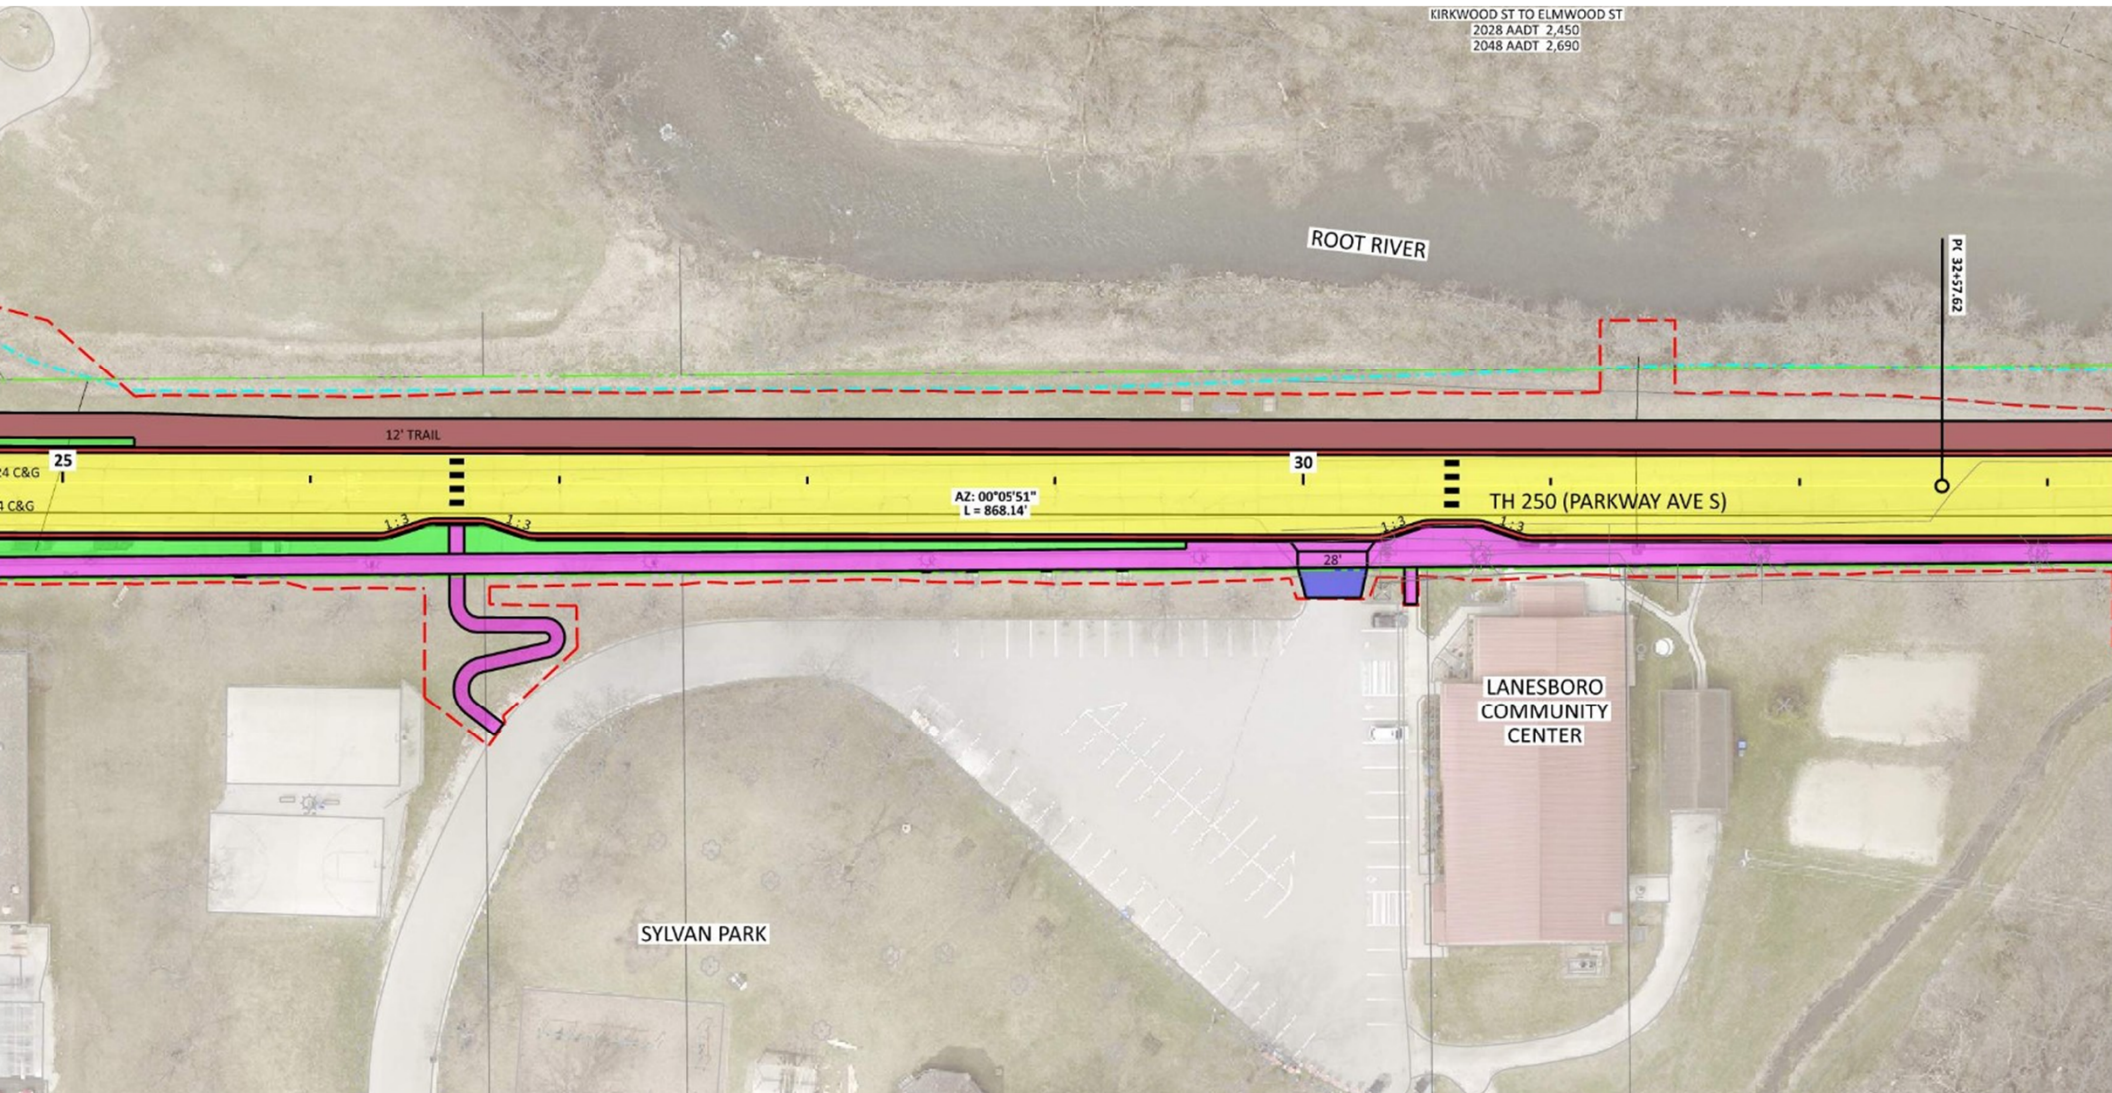 KIRKWOOD ST TO ELMWOOD ST
2028 AADT 2,450
2048 AADT 2,690
ROOT RIVER
PC 32+57.62
12' TRAIL
25
24 C&G
4 C&G
1:3
1:3
AZ: 00°05'51"
L = 868.14'
30
TH 250 (PARKWAY AVE S)
1:3
1:3
28'
LANESBORO
COMMUNITY
CENTER
SYLVAN PARK